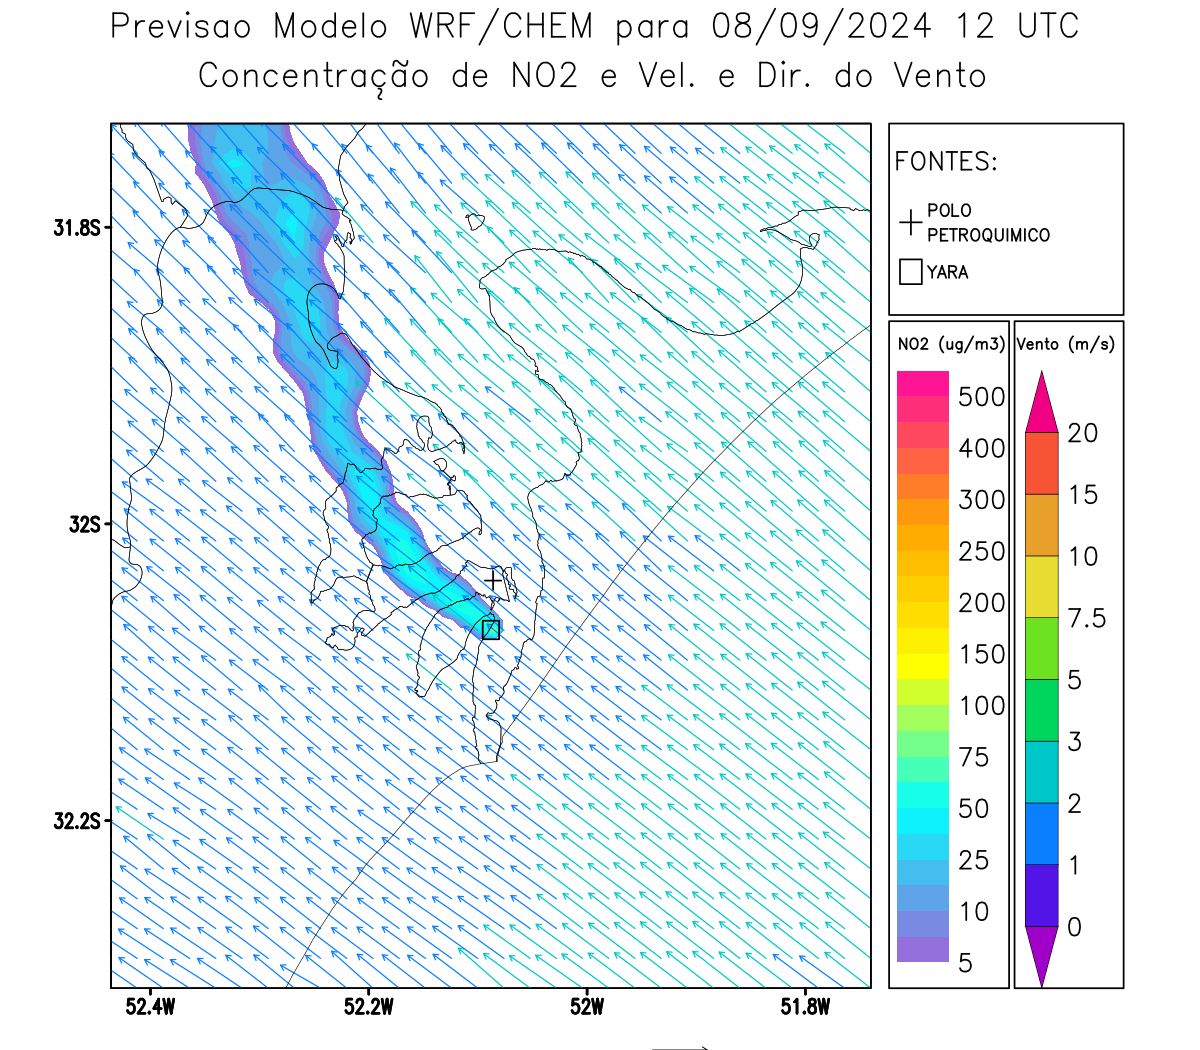 Previsao Modelo WRF/CHEM para 08/09/2024 12 UTC
Concentração de NO2 e Vel. e Dir. do Vento
FONTES:
POLO
PETROQUIMICO
YARA
NO2 (ug/m3)
500
400
300
250
200
150
100
75
50
25
10
5
Vento (m/s)
20
15
10
7.5
5
3
2
1
0
31.8S
32S
32.2S
52.4W
52.2W
52W
51.8W